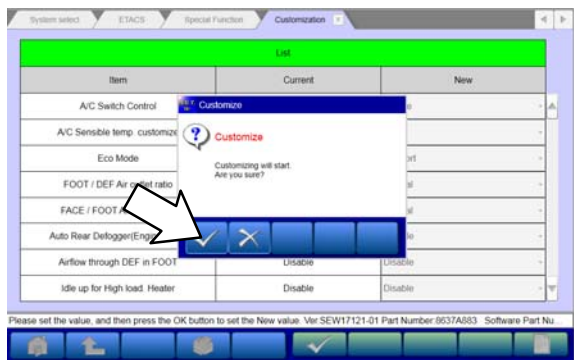 System select
ETACS
Special Function
Customization
List
Item
Current
New
A/C Switch Control
A/C Sensible temp. customize
Eco Mode
FOOT / DEF Air outlet ratio
FACE / FOOT
Auto Rear Defogger(Engi
Airflow through DEF in FOOT
Disable
Disable
Idle up for High load Heater
Disable
Disable
Customize
Customize
Customizing will start.
Are you sure?
Please set the value, and then press the OK button to set the New value. Ver:SEW17121-01 Part Number:8637A883 Software Part Nu...